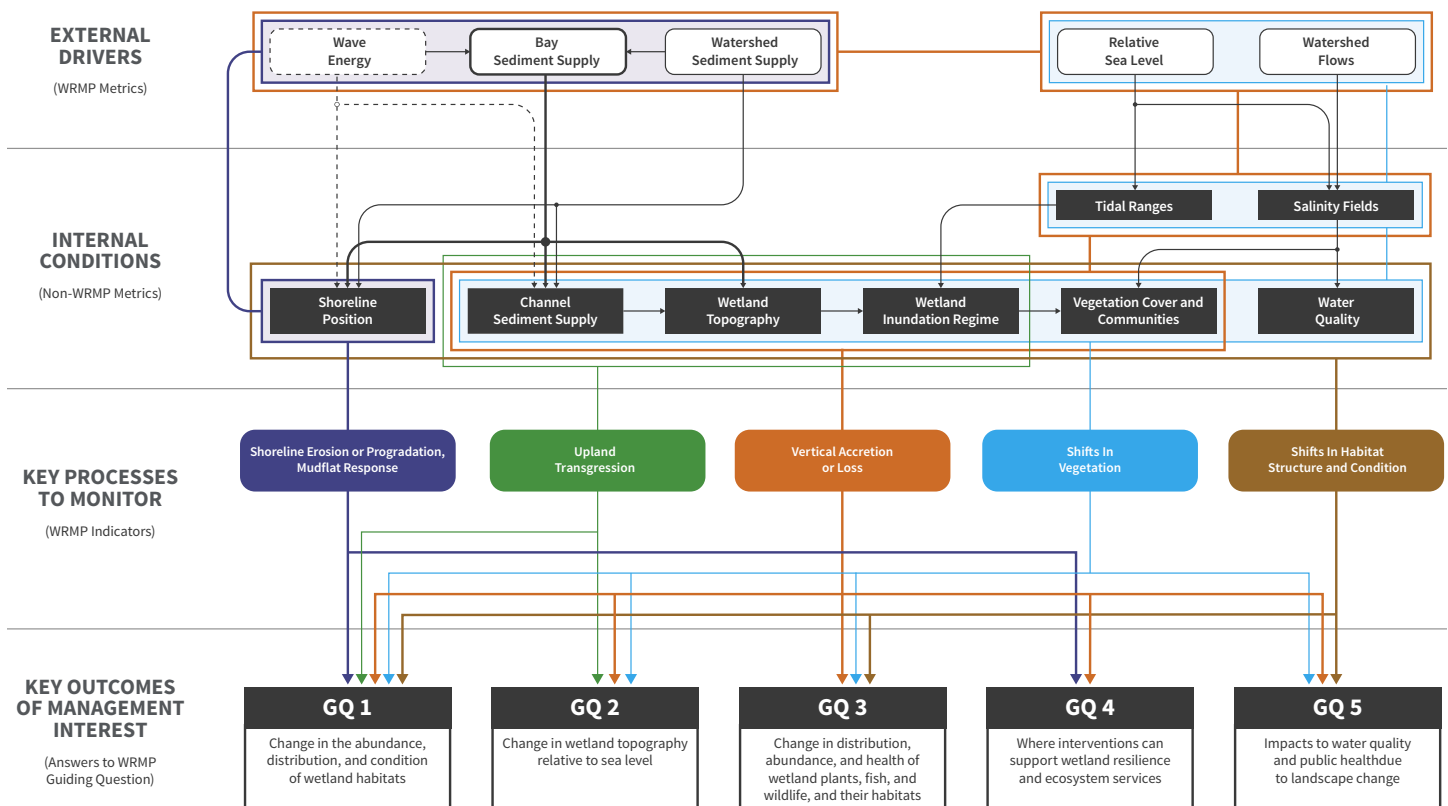 EXTERNAL
DRIVERS
(WRMP Metrics)
Wave
Energy
Bay
Sediment Supply
Watershed
Sediment Supply
Relative
Sea Level
Watershed
Flows
INTERNAL
CONDITIONS
(Non-WRMP Metrics)
Tidal Ranges
Salinity Fields
Shoreline
Position
Channel
Sediment Supply
Wetland
Topography
Wetland
Inundation Regime
Vegetation Cover and
Communities
Water
Quality
KEY PROCESSES
TO MONITOR
(WRMP Indicators)
Shoreline Erosion or Progradation,
Mudflat Response
Upland
Transgression
Vertical Accretion
or Loss
Shifts In
Vegetation
Shifts In Habitat
Structure and Condition
KEY OUTCOMES
OF MANAGEMENT
INTEREST
(Answers to WRMP
Guiding Question)
GQ 1
Change in the abundance,
distribution, and condition
of wetland habitats
GQ 2
Change in wetland topography
relative to sea level
GQ 3
Change in distribution,
abundance, and health of
wetland plants, fish, and
wildlife, and their habitats
GQ 4
Where interventions can
support wetland resilience
and ecosystem services
GQ 5
Impacts to water quality
and public healthdue
to landscape change